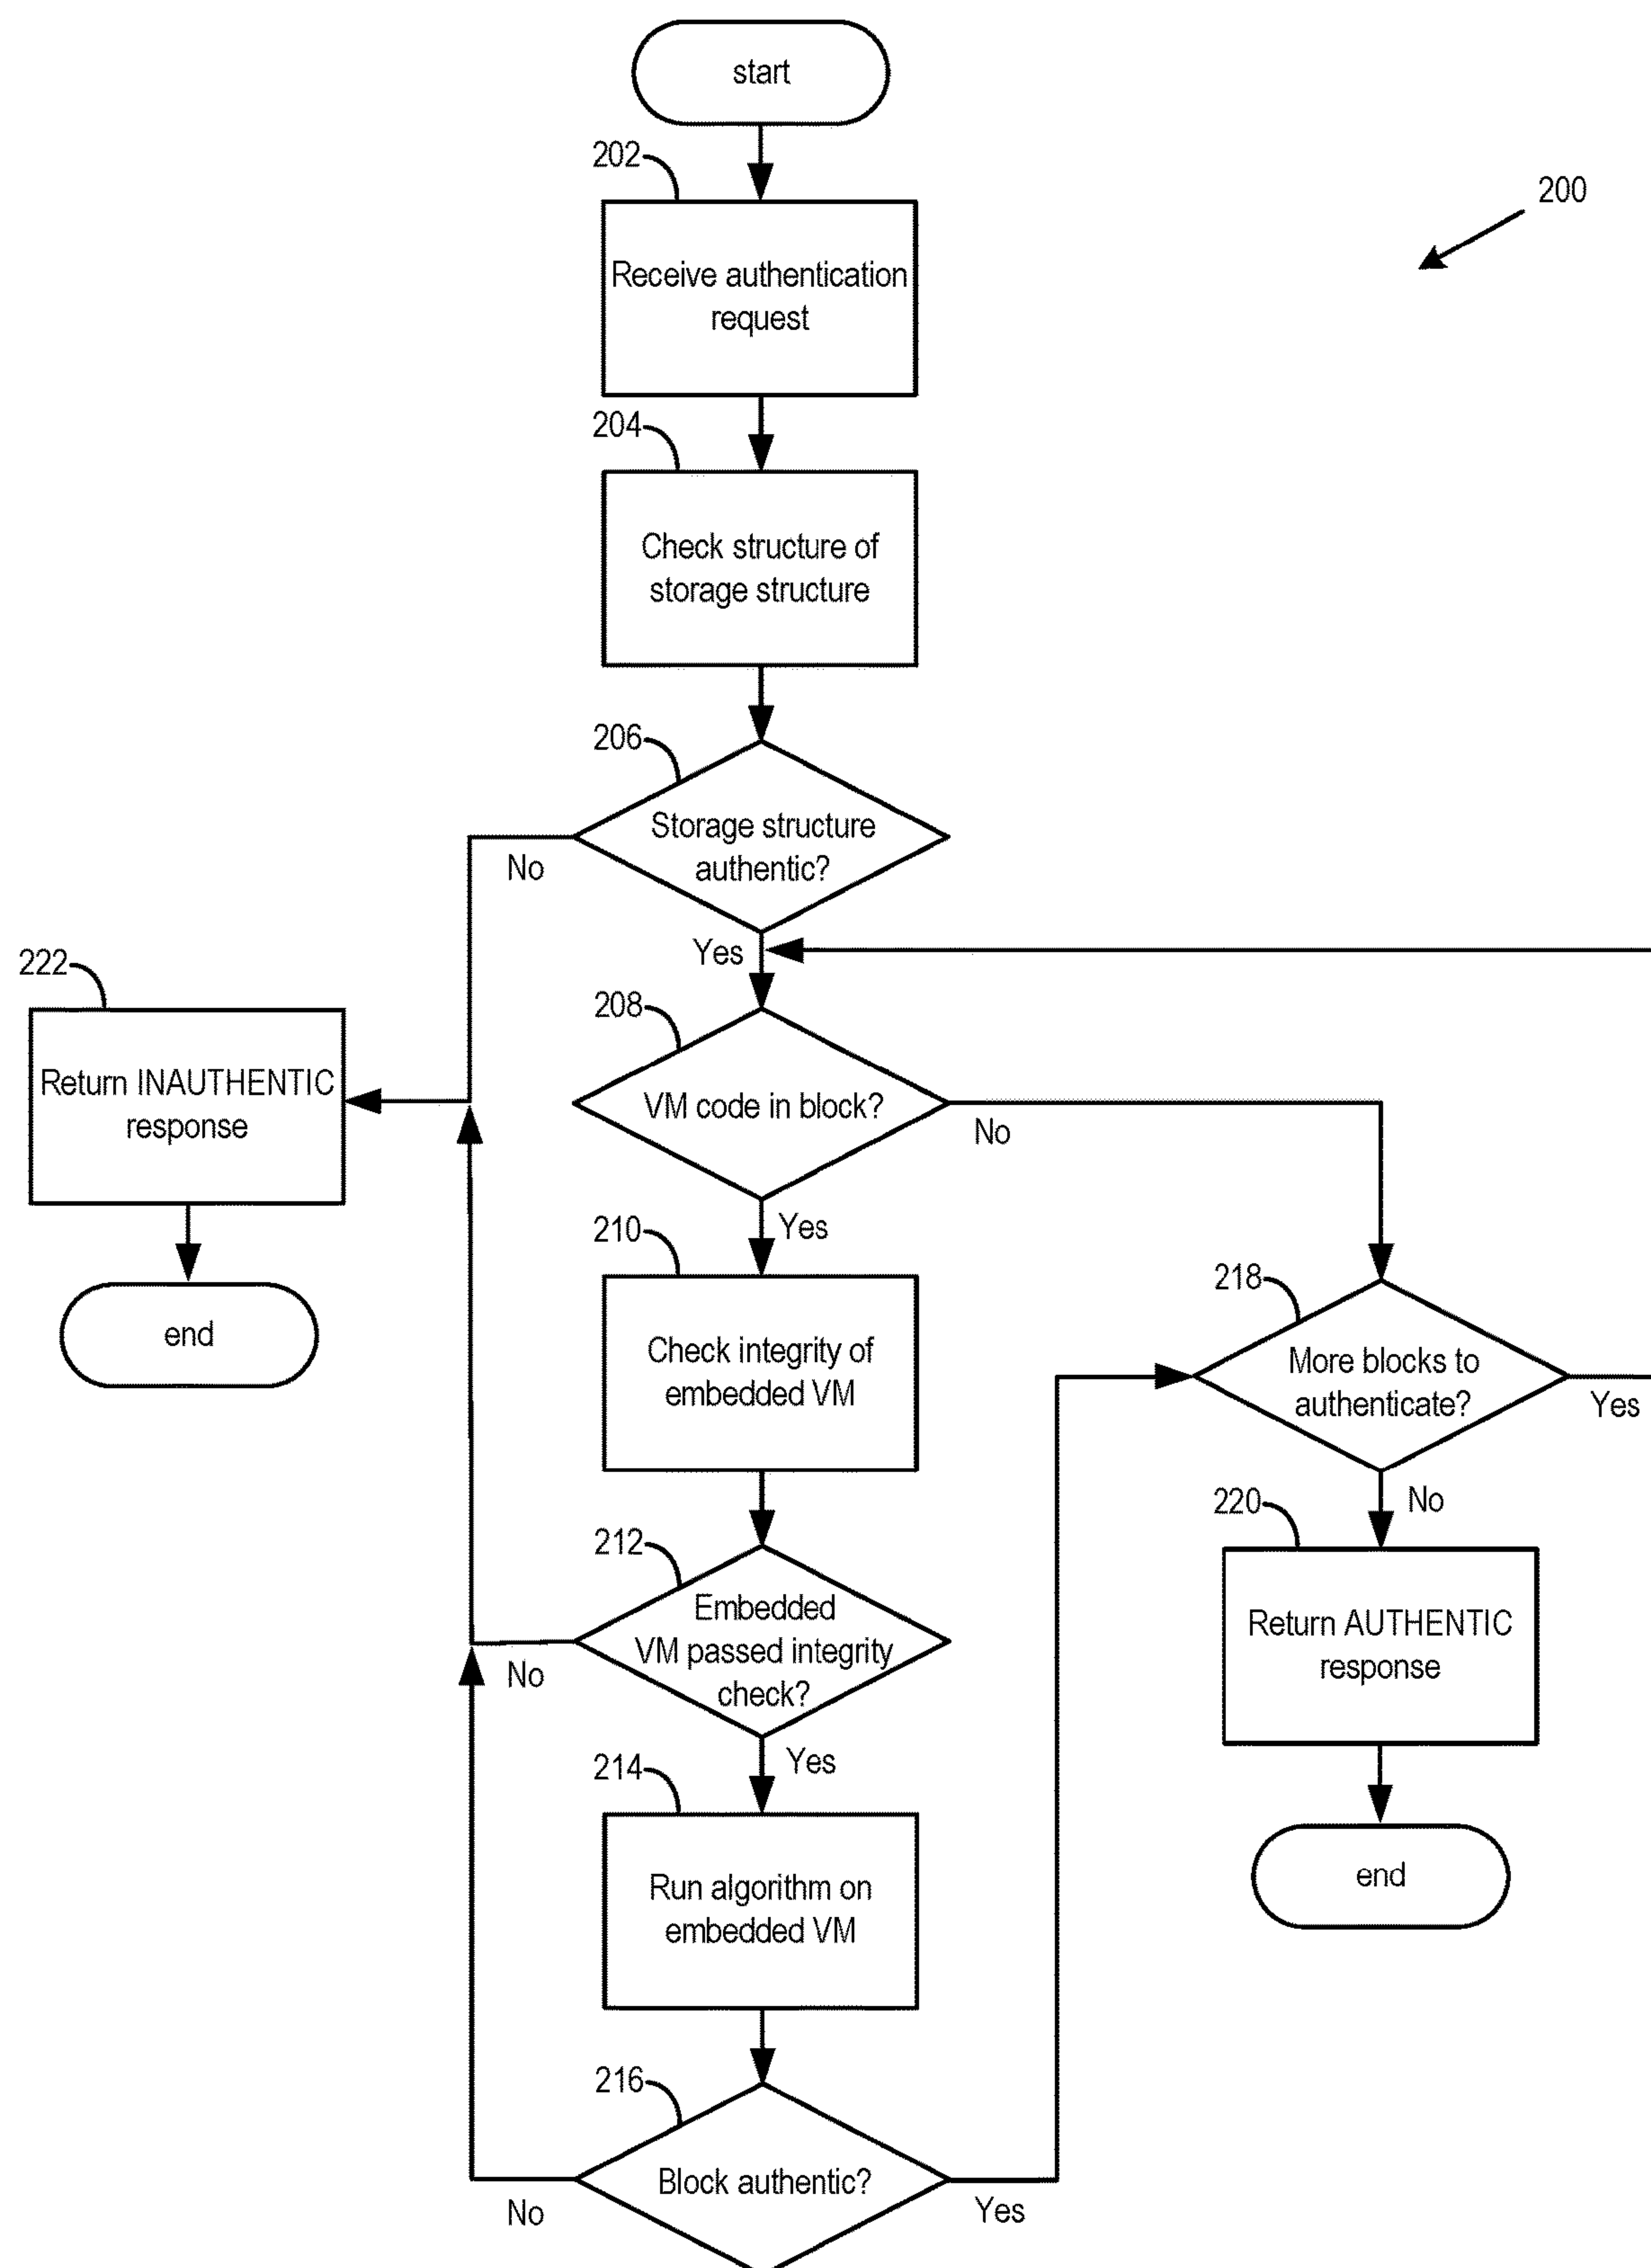 start
202
200
Receive authentication
request
204
Check structure of
storage structure
206
Storage structure
authentic?
No
Yes
222
208
Return INAUTHENTIC
response
VM code in block?
No
Yes
210
218
end
Check integrity of
embedded VM
More blocks to
authenticate?
Yes
No
220
212
Embedded
VM passed integrity
check?
No
Return AUTHENTIC
response
Yes
214
Run algorithm on
embedded VM
end
216
Block authentic?
No
Yes